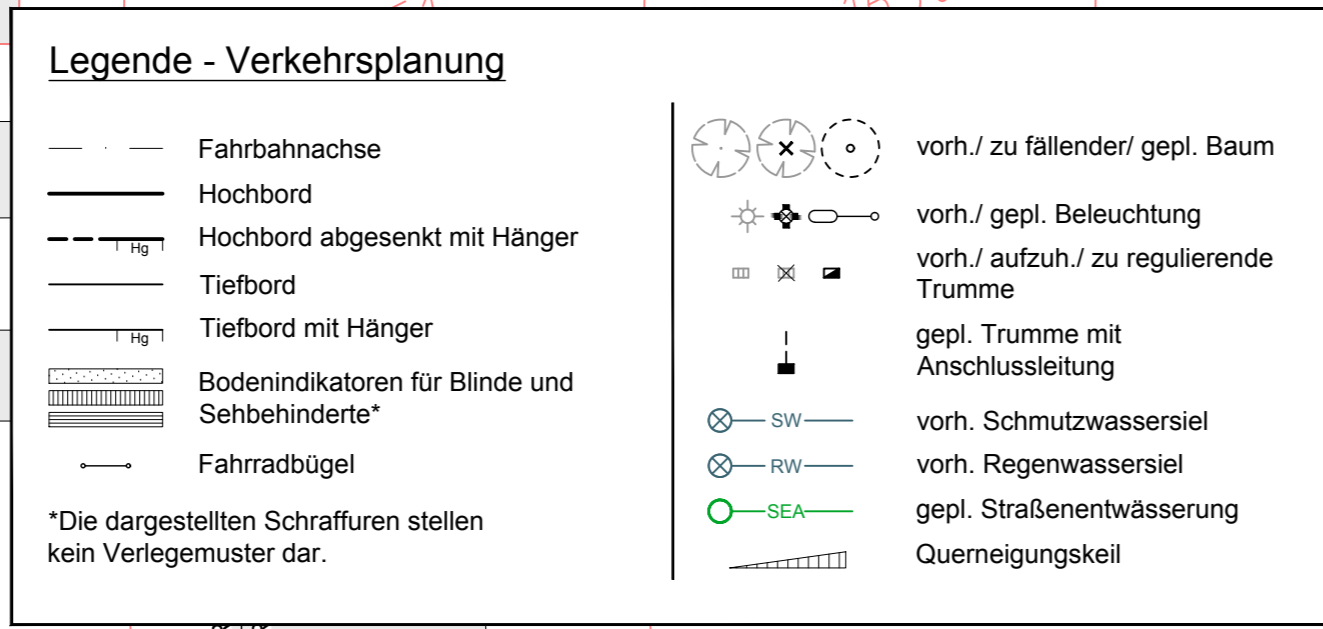 Legende - Verkehrsplanung
Fahrbahnachse
Hochbord
Hg
Hochbord abgesenkt mit Hänger
Tiefbord
Hg
Tiefbord mit Hänger
Bodenindikatoren für Blinde und
Sehbehinderte*
Fahrradbügel
*Die dargestellten Schraffuren stellen
kein Verlegemuster dar.
vorh./ zu fällender/ gepl. Baum
vorh./ gepl. Beleuchtung
vorh./ aufzuh./ zu regulierende
Trumme
gepl. Trumme mit
Anschlussleitung
SW
vorh. Schmutzwassersiel
RW
vorh. Regenwassersiel
SEA
gepl. Straßenentwässerung
Querneigungskeil